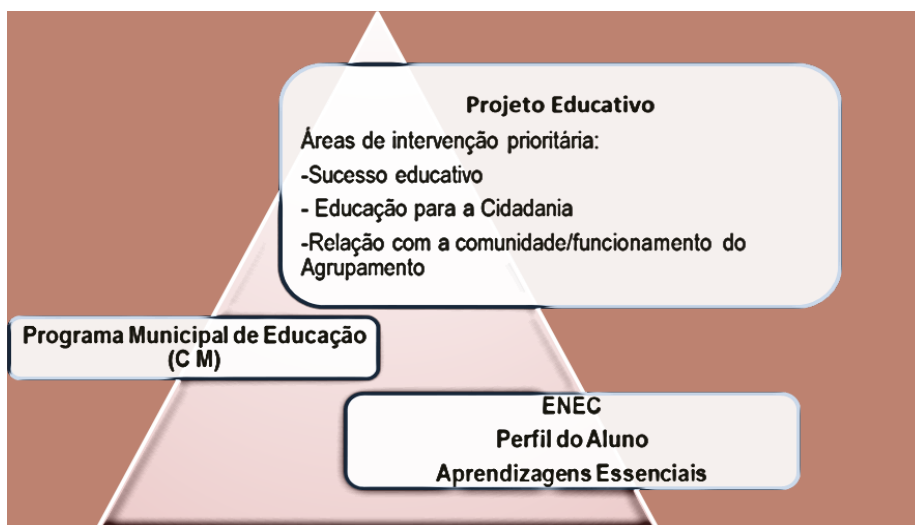 Projeto Educativo
Áreas de intervenção prioritária:
-Sucesso educativo
- Educação para a Cidadania
-Relação com a comunidade/funcionamento do
Agrupamento
Programa Municipal de Educação
(C M)
ENEC
Perfil do Aluno
Aprendizagens Essenciais